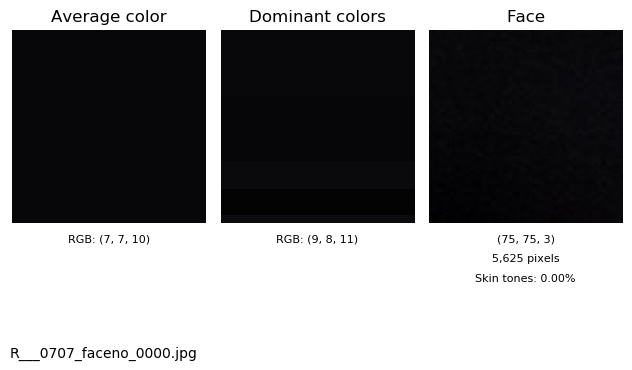 Average color
Dominant colors
Face
RGB: (7, 7, 10)
RGB: (9, 8, 11)
(75, 75, 3)
5,625 pixels
Skin tones: 0.00%
R___0707_faceno_0000.jpg